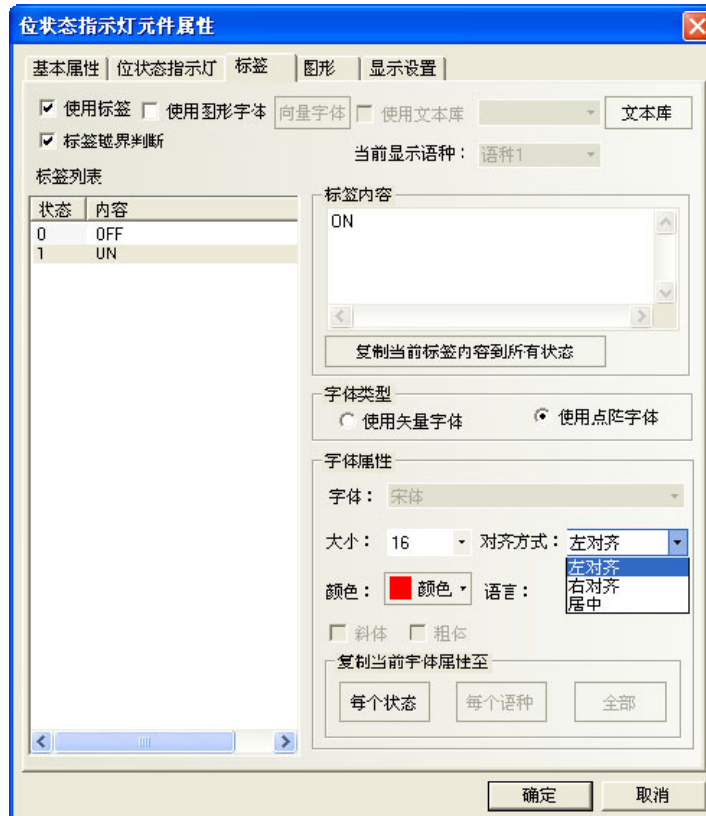 位状态指示灯元件属性
基本属性 位状态指示灯 标签 图形 显示设置
使用标签 使用图形字体 向量字体 使用文本库 文本库
标签越界判断 当前显示语种： 语种1
标签列表
状态 内容
0 OFF
1 UN
标签内容
ON
复制当前标签内容到所有状态
字体类型
使用矢量字体 使用点阵字体
字体属性
字体： 宋体
大小： 16 对齐方式： 左对齐
左对齐
右对齐
居中
颜色： 颜色 语言：
斜体 粗体
复制当前字体属性至
每个状态 每个语种 全部
确定 取消